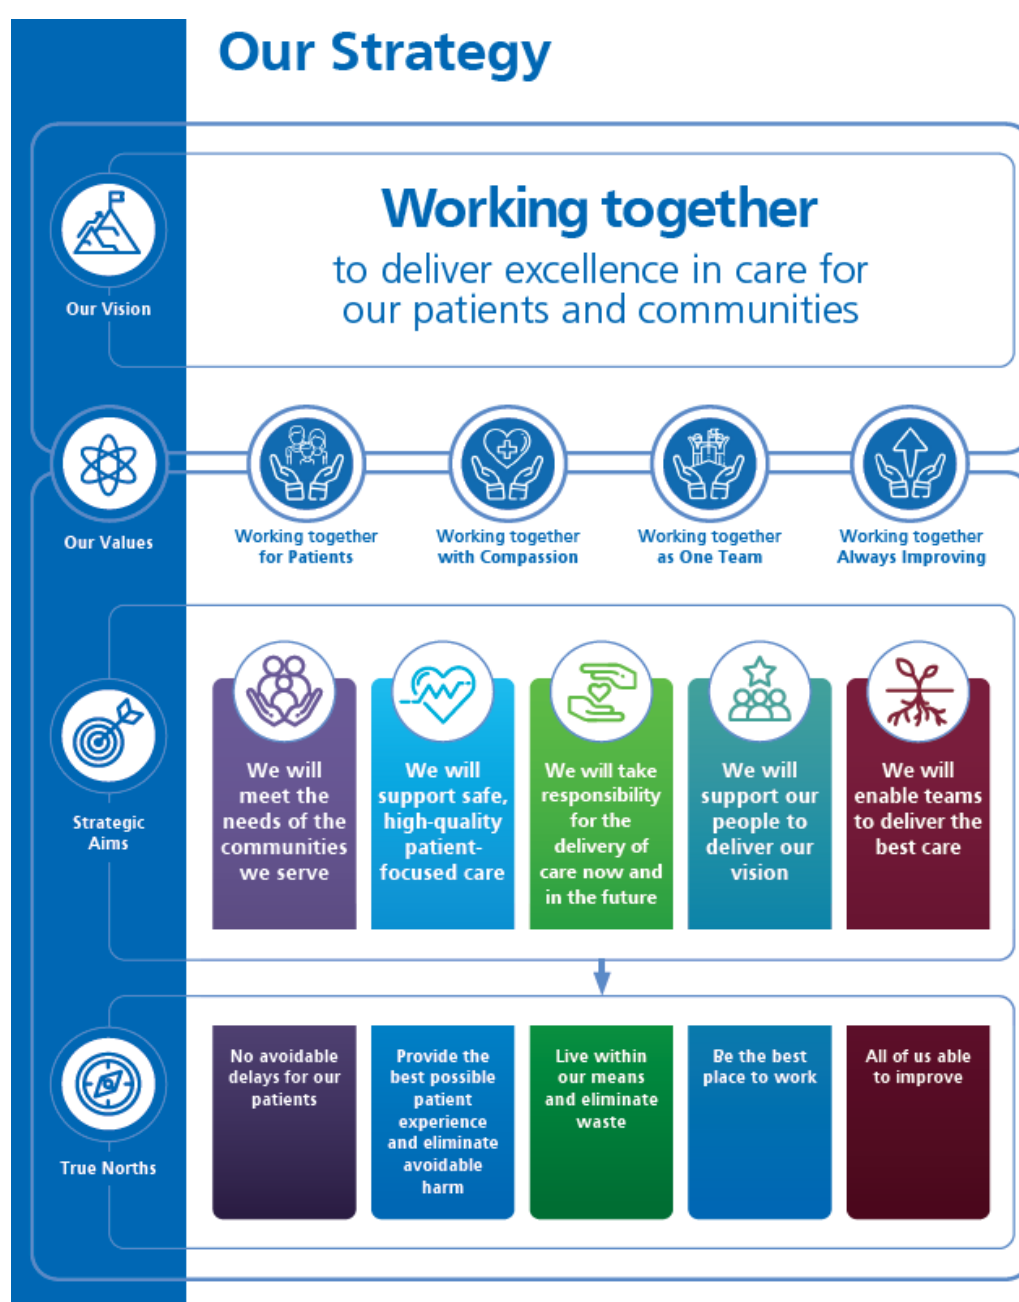 Our Strategy
Our Vision
Working together
to deliver excellence in care for
our patients and communities
Our Values
Working together
for Patients
Working together
with Compassion
Working together
as One Team
Working together
Always Improving
Strategic
Aims
We will
meet the
needs of the
communities
we serve
We will
support safe,
high-quality
patient-
focused care
We will take
responsibility
for the
delivery of
care now and
in the future
We will
support our
people to
deliver our
vision
We will
enable teams
to deliver the
best care
True Norths
No avoidable
delays for our
patients
Provide the
best possible
patient
experience
and eliminate
avoidable
harm
Live within
our means
and eliminate
waste
Be the best
place to work
All of us able
to improve